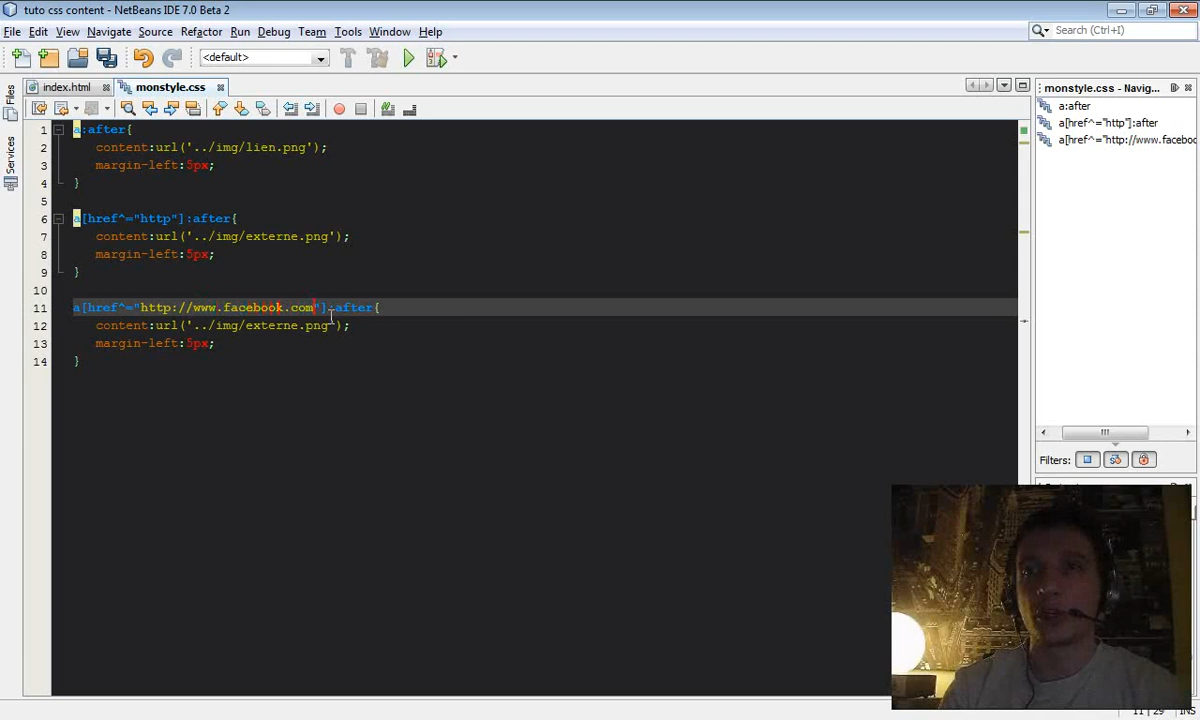 tuto css content - NetBeans IDE 7.0 Beta 2
File Edit View Navigate Source Refactor Run Debug Team Tools Window Help
Search (Ctrl+I)
<default>
Files
Services
index.html
monstyle.css
1 a:after{
2 content:url('../img/lien.png');
3 margin-left:5px;
4 }
5
6 a[href^="http"]:after{
7 content:url('../img/externe.png');
8 margin-left:5px;
9 }
10
11 a[href^="http://www.facebook.com"]:after{
12 content:url('../img/externe.png');
13 margin-left:5px;
14 }
monstyle.css - Navig...
a:after
a[href^="http"]:after
a[href^="http://www.faceboo
Filters:
11 | 29
INS